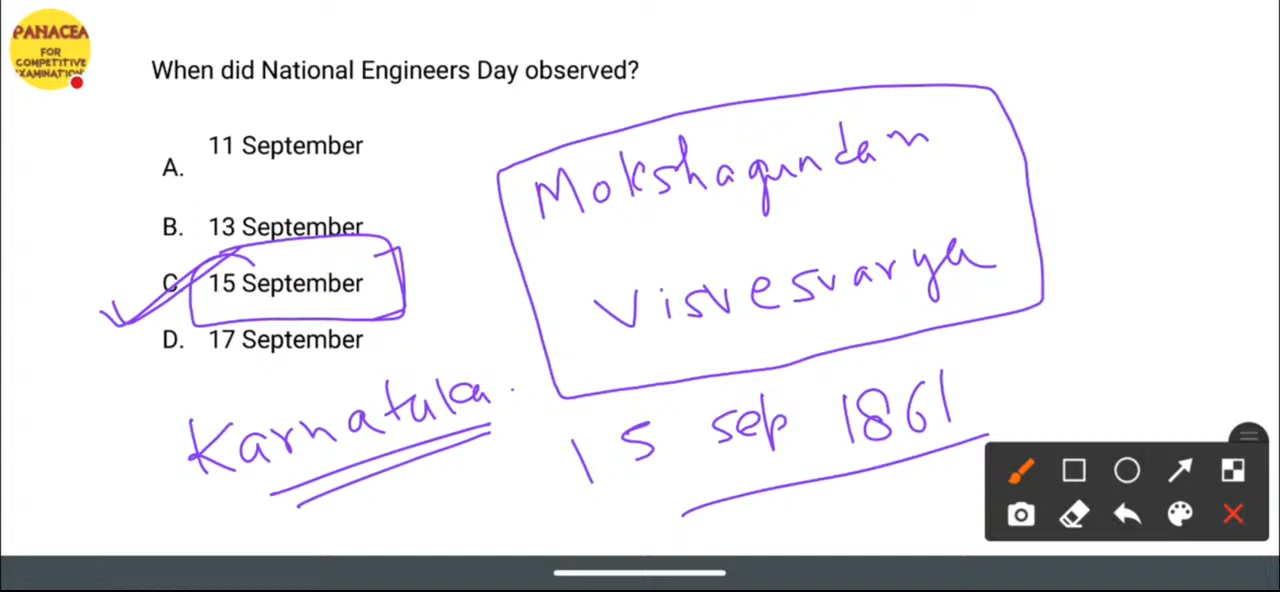 PANACEA
FOR
COMPETITIVE
EXAMINATION
When did National Engineers Day observed?
A. 11 September
B. 13 September
C. 15 September
D. 17 September
Mokshagundam
Visvesvarya
Karnataka.
15 sep 1861